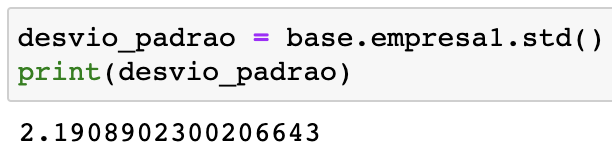 desvio_padrao = base.empresa1.std()
print(desvio_padrao)
2.1908902300206643